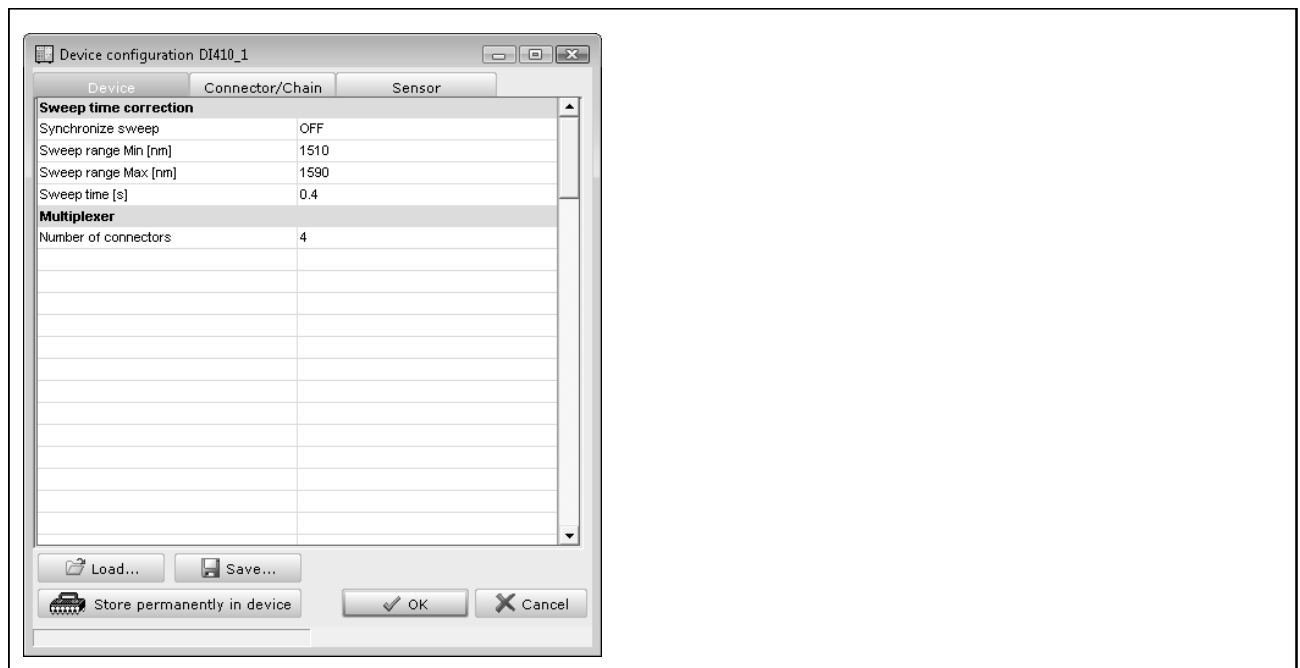 Device configuration DI410_1
Device Connector/Chain Sensor
Sweep time correction
Synchronize sweep OFF
Sweep range Min [nm] 1510
Sweep range Max [nm] 1590
Sweep time [s] 0.4
Multiplexer
Number of connectors 4
Load... Save...
Store permanently in device OK Cancel